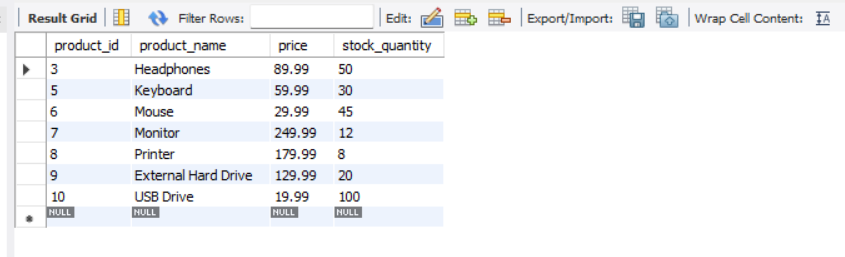 Result Grid Filter Rows: Edit: Export/Import: Wrap Cell Content: IA
product_id product_name price stock_quantity
3 Headphones 89.99 50
5 Keyboard 59.99 30
6 Mouse 29.99 45
7 Monitor 249.99 12
8 Printer 179.99 8
9 External Hard Drive 129.99 20
10 USB Drive 19.99 100
NULL NULL NULL NULL